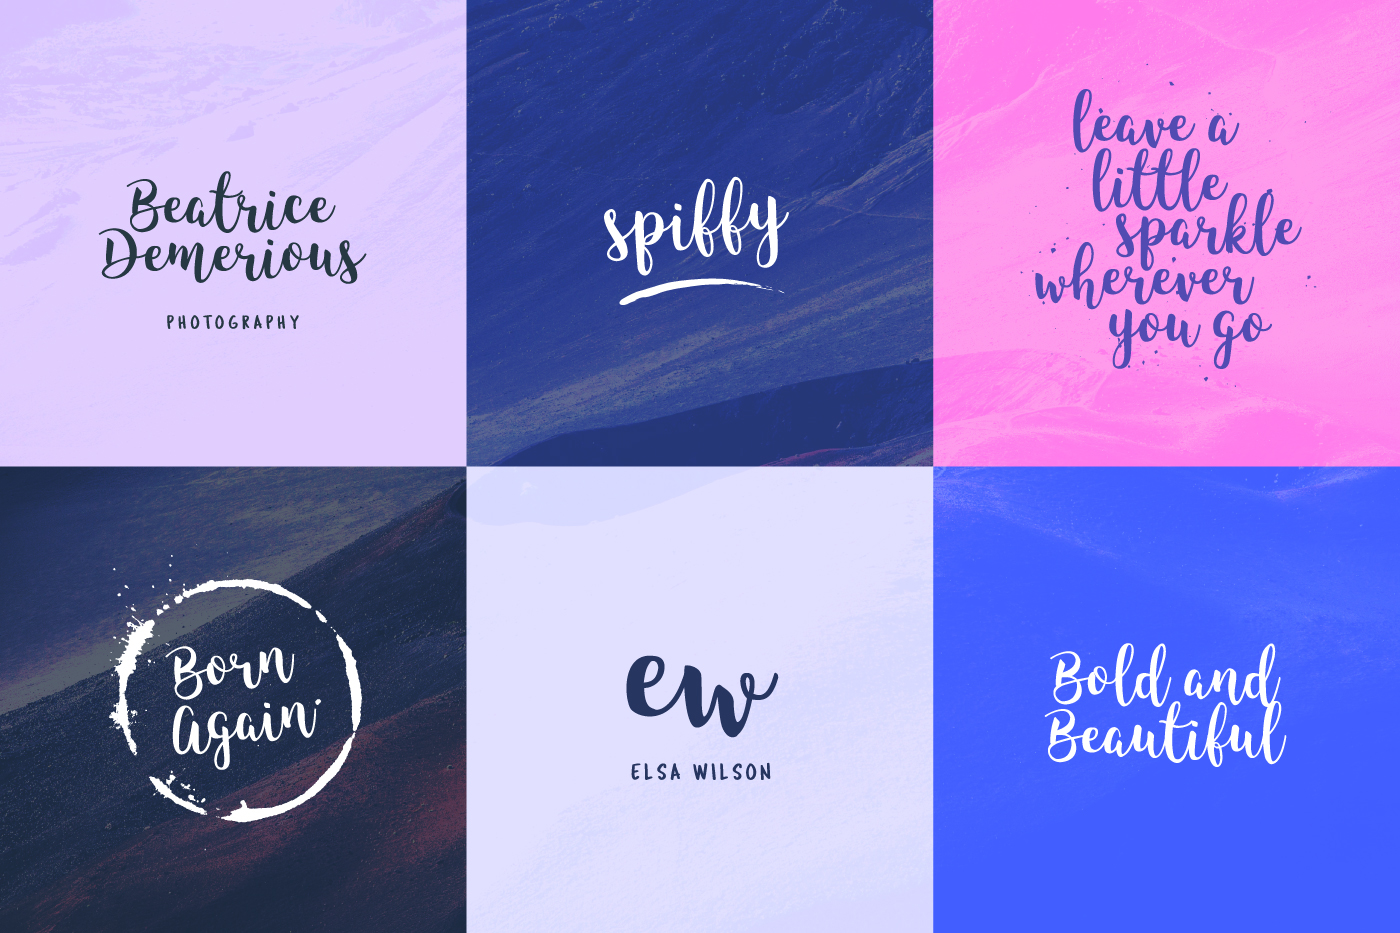 Beatrice
Demerious
PHOTOGRAPHY
spiffy
leave a
little
sparkle
wherever
you go
Born
Again
ew
ELSA WILSON
Bold and
Beautiful